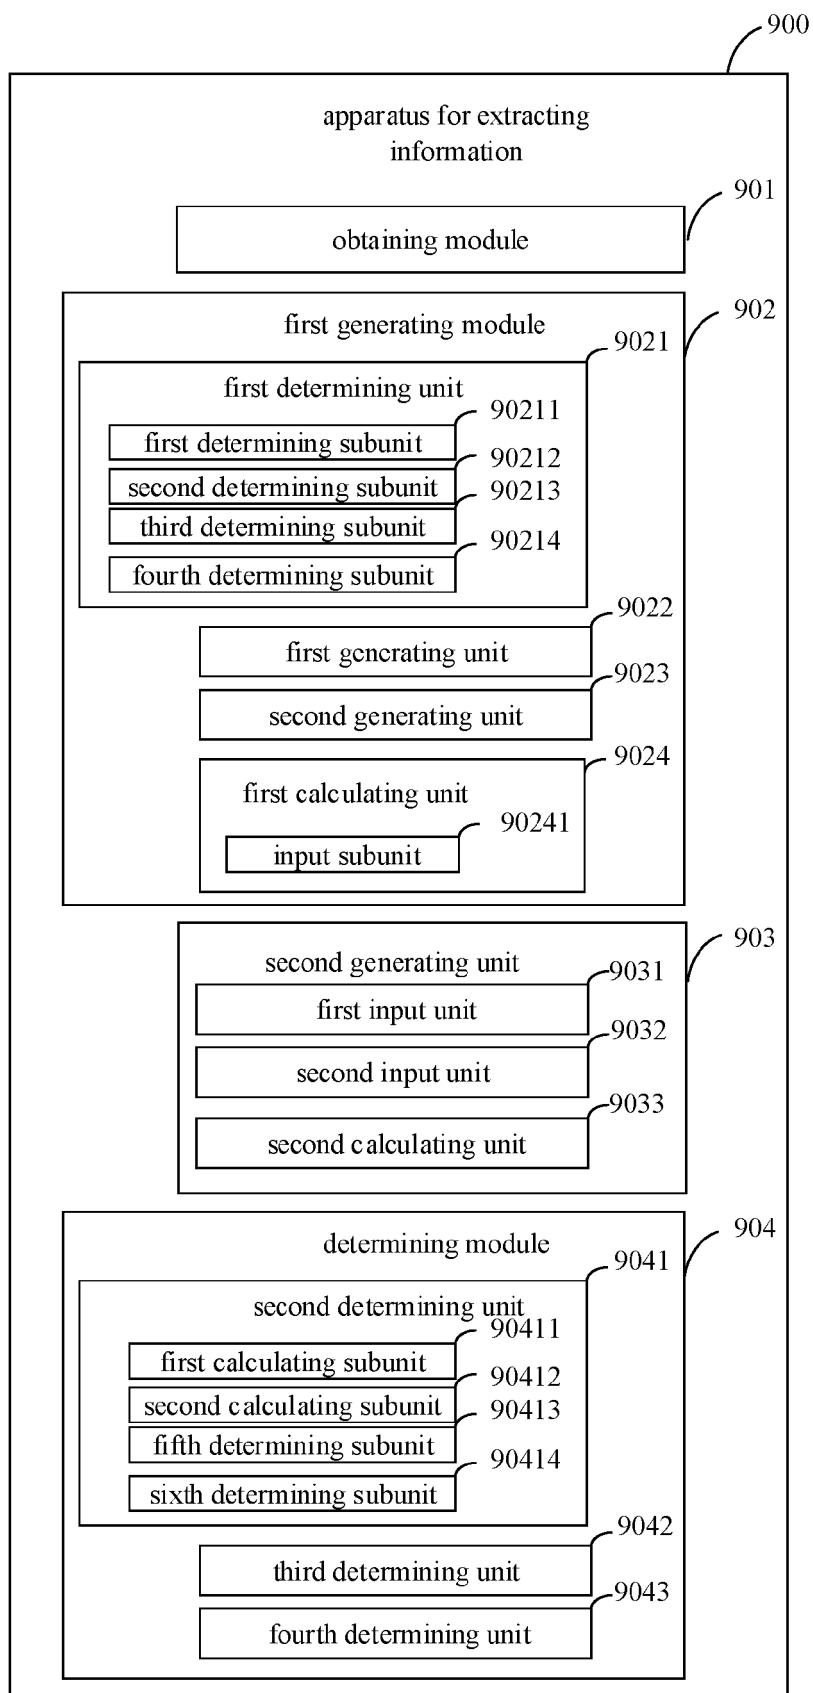 900
apparatus for extracting
information
901
obtaining module
902
first generating module
9021
first determining unit
90211
first determining subunit
90212
second determining subunit
90213
third determining subunit
90214
fourth determining subunit
9022
first generating unit
9023
second generating unit
9024
first calculating unit
90241
input subunit
903
second generating unit
9031
first input unit
9032
second input unit
9033
second calculating unit
904
determining module
9041
second determining unit
90411
first calculating subunit
90412
second calculating subunit
90413
fifth determining subunit
90414
sixth determining subunit
9042
third determining unit
9043
fourth determining unit